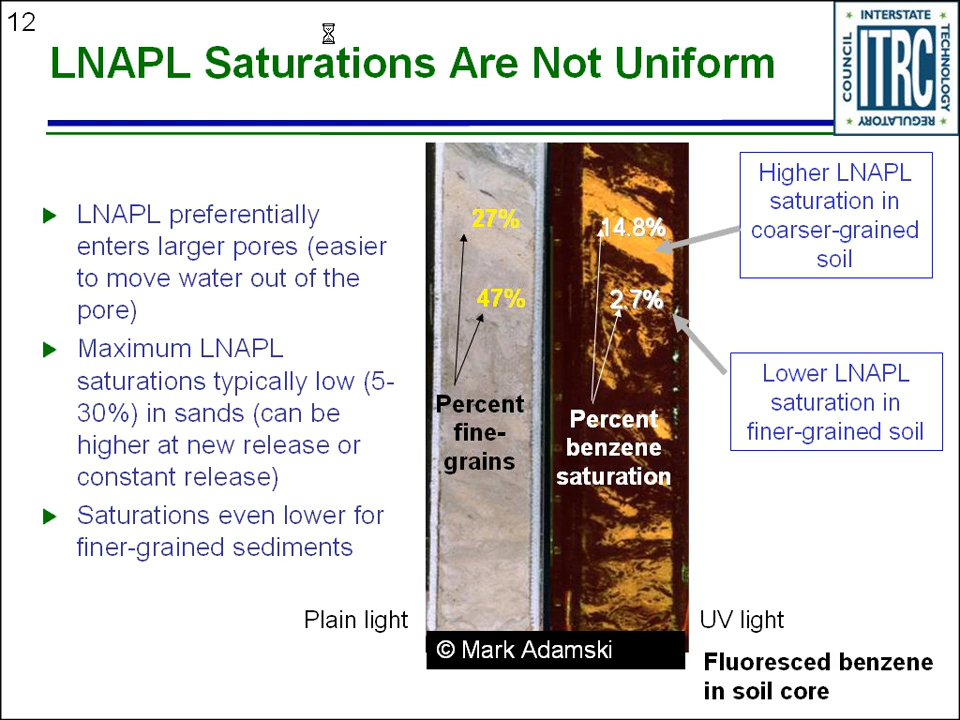 12
LNAPL Saturations Are Not Uniform
INTERSTATE
TECHNOLOGY
REGULATORY
COUNCIL
ITRC
LNAPL preferentially
enters larger pores (easier
to move water out of the
pore)
Maximum LNAPL
saturations typically low (5-
30%) in sands (can be
higher at new release or
constant release)
Saturations even lower for
finer-grained sediments
27%
47%
Percent
fine-
grains
14.8%
2.7%
Percent
benzene
saturation
Higher LNAPL
saturation in
coarser-grained
soil
Lower LNAPL
saturation in
finer-grained soil
Plain light
UV light
© Mark Adamski
Fluoresced benzene
in soil core